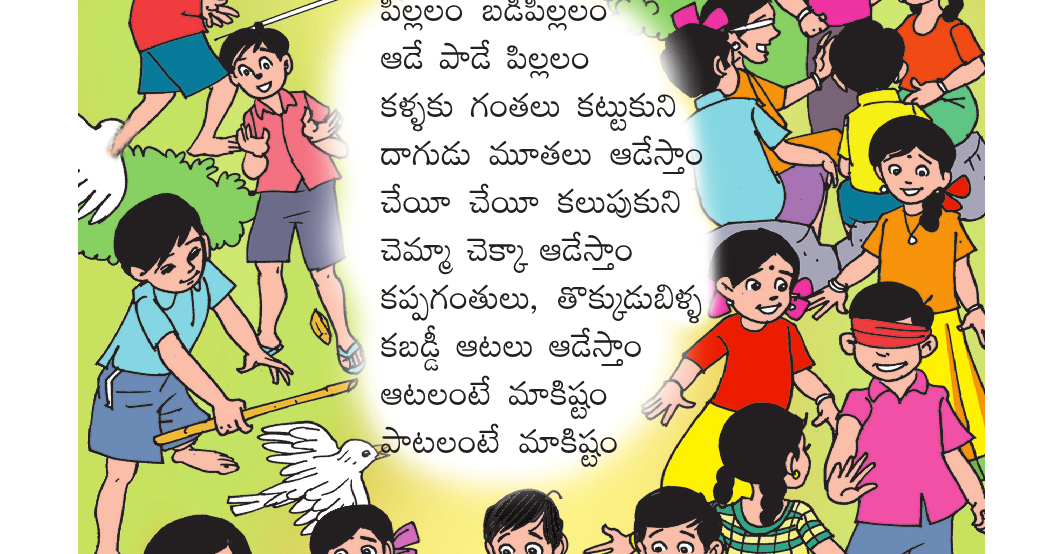 పిల్లలం బడిపిల్లలం
ఆడే పాడే పిల్లలం
కళ్ళకు గంతలు కట్టుకుని
దాగుడు మూతలు ఆడేస్తాం
చేయీ చేయీ కలుపుకుని
చెమ్మా చెక్కా ఆడేస్తాం
కప్పగంతులు, తొక్కుడుబిళ్ళ
కబడ్డీ ఆటలు ఆడేస్తాం
ఆటలంటే మాకిష్టం
పాటలంటే మాకిష్టం